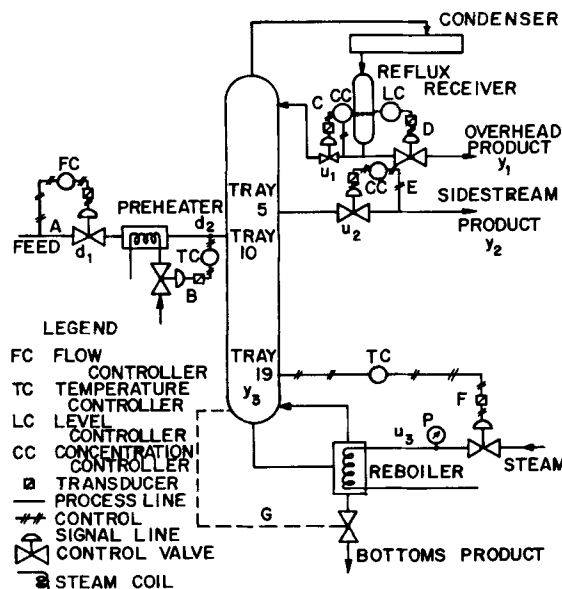 CONDENSER
REFLUX
RECEIVER
C
CC
LC
D
u1
OVERHEAD
PRODUCT
y1
CC
E
SIDESTREAM
PRODUCT
y2
u2
FC
A
FEED
d1
PREHEATER
d2
TC
B
TRAY
5
TRAY
10
TRAY
19
y3
TC
F
P
u3
STEAM
REBOILER
G
BOTTOMS PRODUCT
LEGEND
FC FLOW
CONTROLLER
TC TEMPERATURE
CONTROLLER
LC LEVEL
CONTROLLER
CC CONCENTRATION
CONTROLLER
TRANSDUCER
PROCESS LINE
CONTROL
SIGNAL LINE
CONTROL VALVE
STEAM COIL